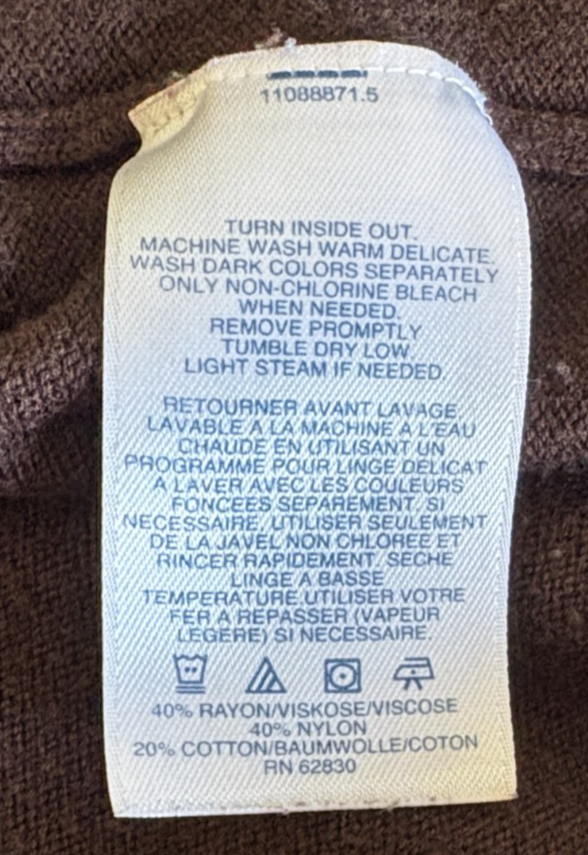 11088871.5
TURN INSIDE OUT.
MACHINE WASH WARM DELICATE.
WASH DARK COLORS SEPARATELY
ONLY NON-CHLORINE BLEACH
WHEN NEEDED.
REMOVE PROMPTLY
TUMBLE DRY LOW.
LIGHT STEAM IF NEEDED.
RETOURNER AVANT LAVAGE.
LAVABLE A LA MACHINE A L'EAU
CHAUDE EN UTILISANT UN
PROGRAMME POUR LINGE DELICAT
A LAVER AVEC LES COULEURS
FONCEES SEPAREMENT. SI
NECESSAIRE, UTILISER SEULEMENT
DE LA JAVEL NON CHLOREE ET
RINCER RAPIDEMENT. SECHE
LINGE A BASSE
TEMPERATURE.UTILISER VOTRE
FER A REPASSER (VAPEUR
LEGERE) SI NECESSAIRE.
40% RAYON/VISKOSE/VISCOSE
40% NYLON
20% COTTON/BAUMWOLLE/COTON
RN 62830